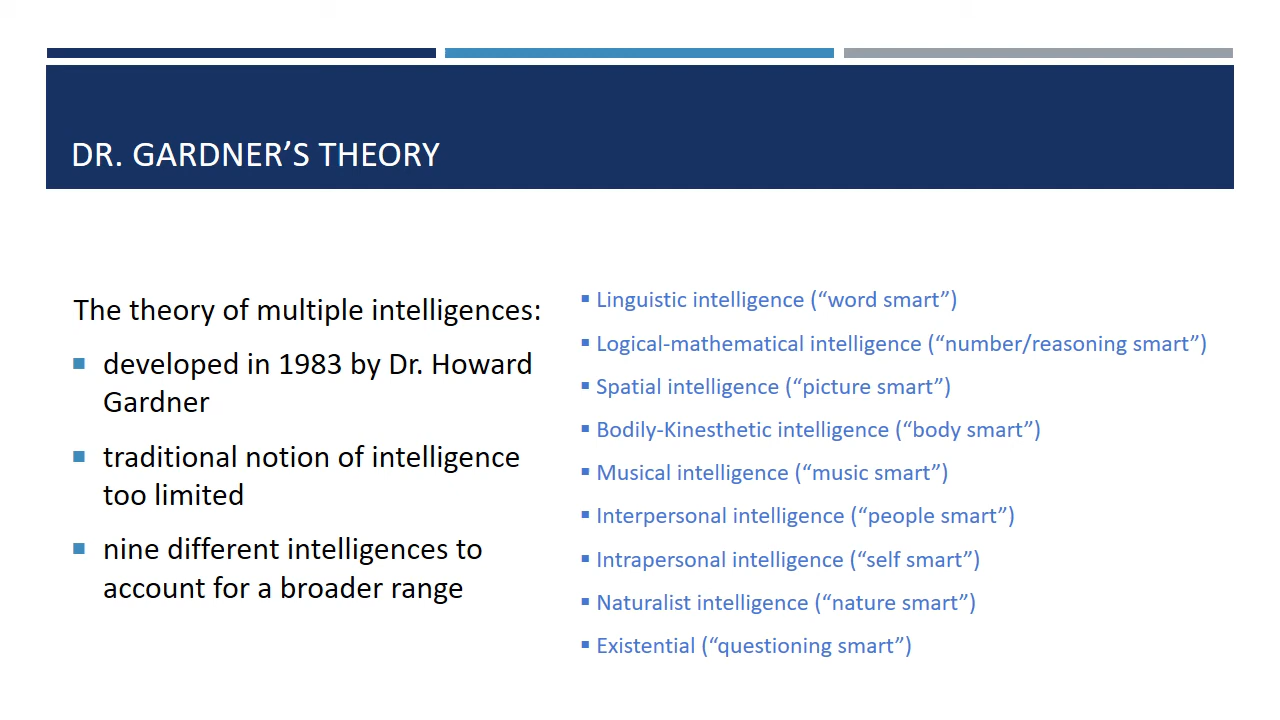 DR. GARDNER’S THEORY
The theory of multiple intelligences:
▪ developed in 1983 by Dr. Howard
Gardner
▪ traditional notion of intelligence
too limited
▪ nine different intelligences to
account for a broader range
▪ Linguistic intelligence (“word smart”)
▪ Logical-mathematical intelligence (“number/reasoning smart”)
▪ Spatial intelligence (“picture smart”)
▪ Bodily-Kinesthetic intelligence (“body smart”)
▪ Musical intelligence (“music smart”)
▪ Interpersonal intelligence (“people smart”)
▪ Intrapersonal intelligence (“self smart”)
▪ Naturalist intelligence (“nature smart”)
▪ Existential (“questioning smart”)